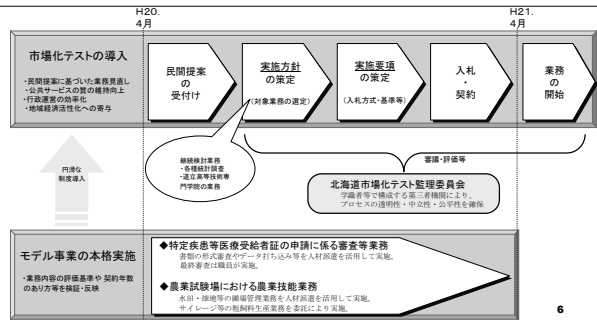 H20.
4月
H21.
4月
市場化テストの導入
・民間提案に基づいた業務見直し
・公共サービスの質の維持向上
・行政運営の効率化
・地域経済活性化への寄与
民間提案
の
受付け
実施方針
の策定
(対象業務の選定)
実施要項
の策定
(入札方式・基準等)
入札
・
契約
業務
の
開始
円滑な
制度導入
継続検討業務
・各種統計調査
・道立高等技術専
門学院の業務
審議・評価等
北海道市場化テスト監理委員会
学識者等で構成する第三者機関により、
プロセスの透明性・中立性・公平性を確保
モデル事業の本格実施
・業務内容の評価基準や 契約年数
のあり方等を検証・反映
◆特定疾患等医療受給者証の申請に係る審査等業務
書類の形式審査やデータ打ち込み等を人材派遣を活用して実施。
最終審査は職員が実施。
◆農業試験場における農業技能業務
水田・畑地等の圃場管理業務を人材派遣を活用して実施。
サイレージ等の粗飼料生産業務を委託により実施。
6